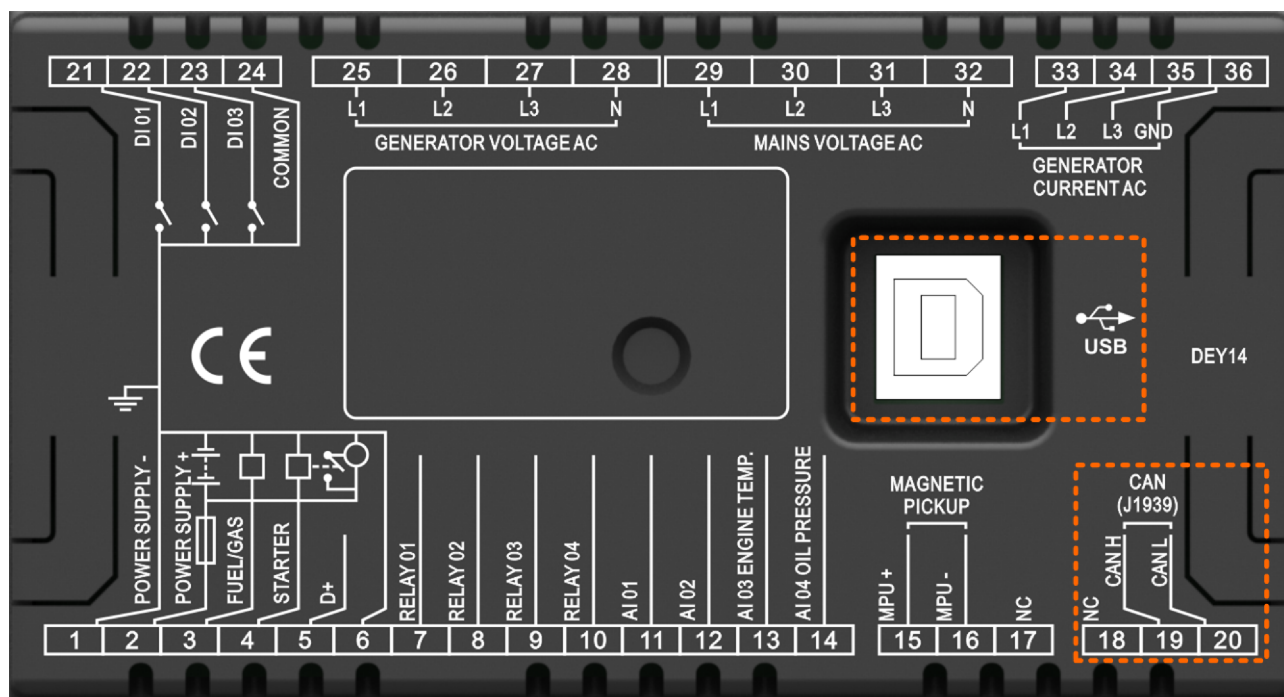 21 22 23 24
25 26 27 28
29 30 31 32
33 34 35 36
DI 01
DI 02
DI 03
COMMON
L1 L2 L3 N
GENERATOR VOLTAGE AC
L1 L2 L3 N
MAINS VOLTAGE AC
L1 L2 L3 GND
GENERATOR
CURRENT AC
CE
USB
DEY14
POWER SUPPLY -
POWER SUPPLY +
FUEL/GAS
STARTER
D+
RELAY 01
RELAY 02
RELAY 03
RELAY 04
AI 01
AI 02
AI 03 ENGINE TEMP.
AI 04 OIL PRESSURE
MAGNETIC
PICKUP
MPU +
MPU -
NC
CAN
(J1939)
NC
CAN H
CAN L
1 2 3 4 5 6 7 8 9 10 11 12 13 14
15 16 17
18 19 20